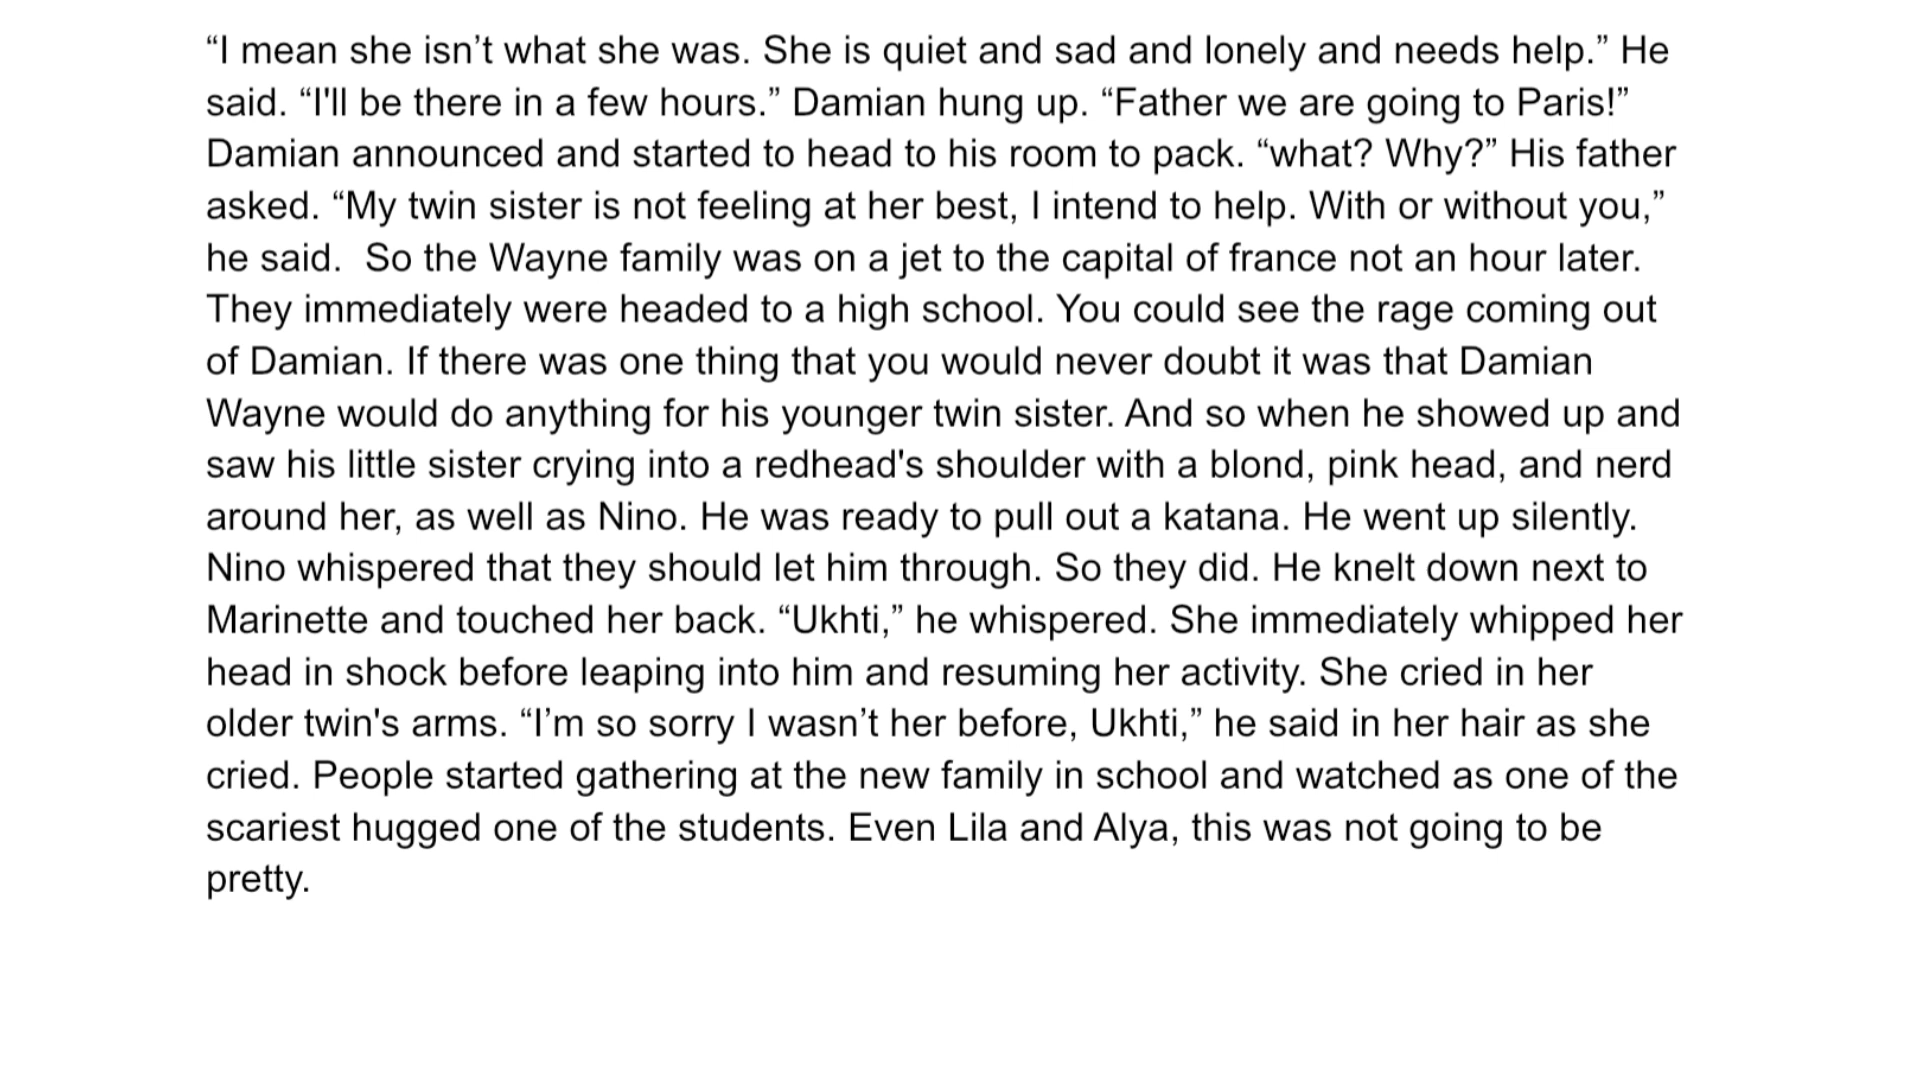 “I mean she isn’t what she was. She is quiet and sad and lonely and needs help.” He
said. “I'll be there in a few hours.” Damian hung up. “Father we are going to Paris!”
Damian announced and started to head to his room to pack. “what? Why?” His father
asked. “My twin sister is not feeling at her best, I intend to help. With or without you,”
he said.  So the Wayne family was on a jet to the capital of france not an hour later.
They immediately were headed to a high school. You could see the rage coming out
of Damian. If there was one thing that you would never doubt it was that Damian
Wayne would do anything for his younger twin sister. And so when he showed up and
saw his little sister crying into a redhead's shoulder with a blond, pink head, and nerd
around her, as well as Nino. He was ready to pull out a katana. He went up silently.
Nino whispered that they should let him through. So they did. He knelt down next to
Marinette and touched her back. “Ukhti,” he whispered. She immediately whipped her
head in shock before leaping into him and resuming her activity. She cried in her
older twin's arms. “I’m so sorry I wasn’t her before, Ukhti,” he said in her hair as she
cried. People started gathering at the new family in school and watched as one of the
scariest hugged one of the students. Even Lila and Alya, this was not going to be
pretty.